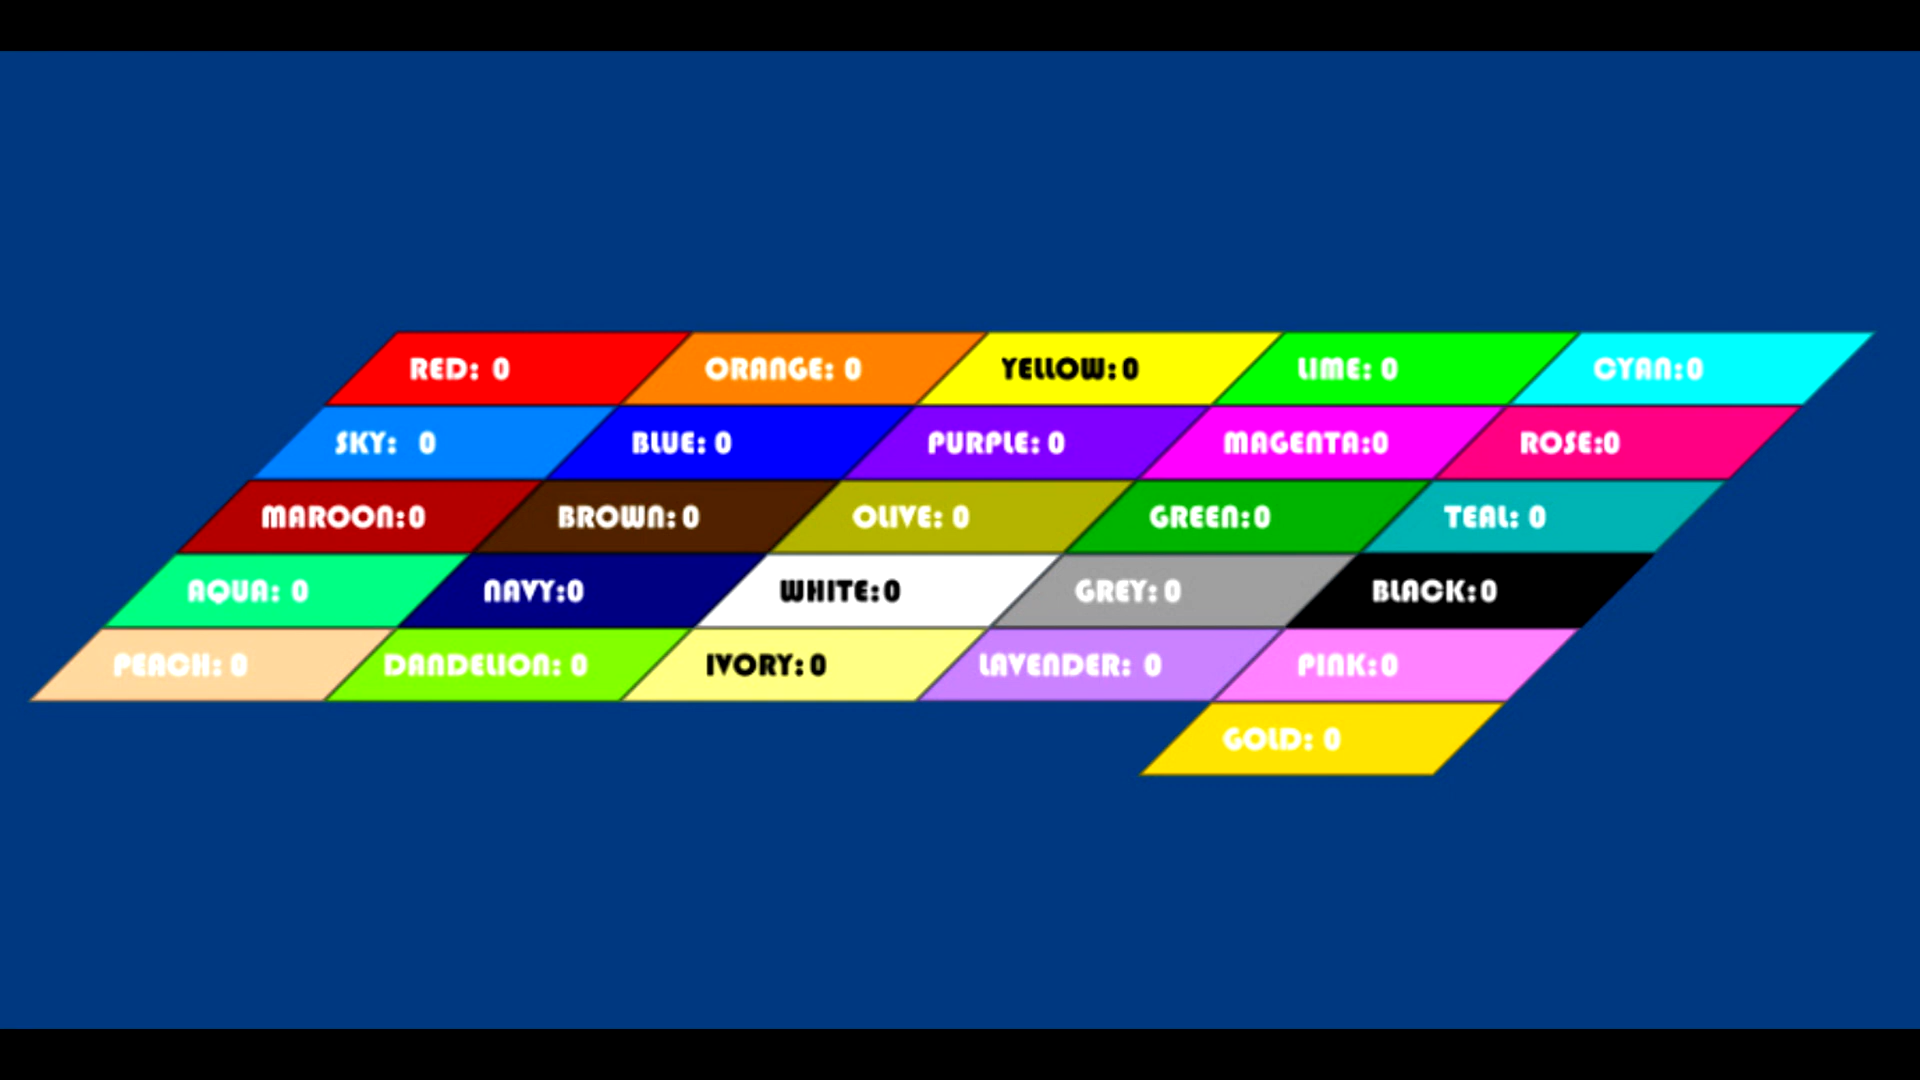 RED: 0 ORANGE: 0 YELLOW:0 LIME: 0 CYAN:0
SKY: 0 BLUE: 0 PURPLE: 0 MAGENTA:0 ROSE:0
MAROON:0 BROWN:0 OLIVE: 0 GREEN:0 TEAL: 0
AQUA: 0 NAVY:0 WHITE:0 GREY: 0 BLACK:0
PEACH: 0 DANDELION: 0 IVORY:0 LAVENDER: 0 PINK:0
GOLD: 0